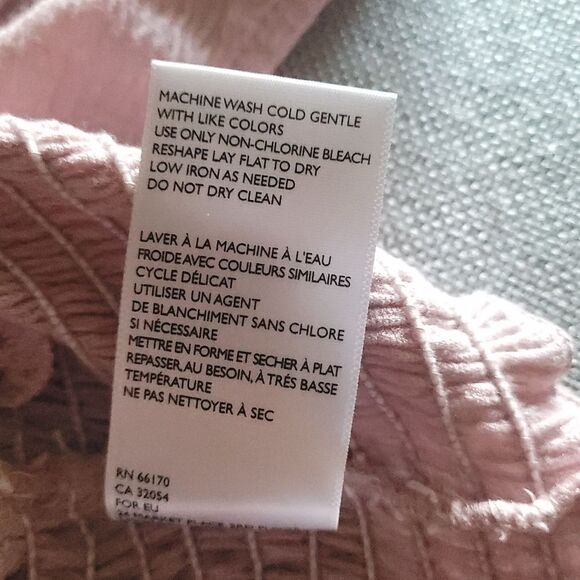 MACHINE WASH COLD GENTLE
WITH LIKE COLORS
USE ONLY NON-CHLORINE BLEACH
RESHAPE LAY FLAT TO DRY
LOW IRON AS NEEDED
DO NOT DRY CLEAN
LAVER À LA MACHINE À L'EAU
FROIDE AVEC COULEURS SIMILAIRES
CYCLE DÉLICAT
UTILISER UN AGENT
DE BLANCHIMENT SANS CHLORE
SI NÉCESSAIRE
METTRE EN FORME ET SECHER À PLAT
REPASSER, AU BESOIN, À TRÉS BASSE
TEMPÉRATURE
NE PAS NETTOYER À SEC
RN 66170
CA 32054
FOR EU
MARKET PLACE